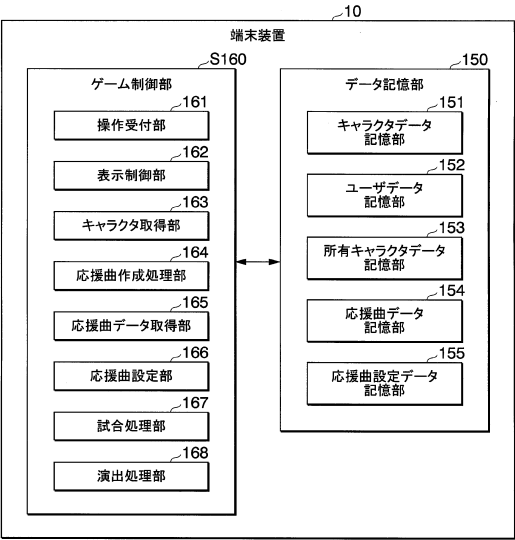 10
端末装置
S160
ゲーム制御部
161
操作受付部
162
表示制御部
163
キャラクタ取得部
164
応援曲作成処理部
165
応援曲データ取得部
166
応援曲設定部
167
試合処理部
168
演出処理部
150
データ記憶部
151
キャラクタデータ
記憶部
152
ユーザデータ
記憶部
153
所有キャラクタデータ
記憶部
154
応援曲データ
記憶部
155
応援曲設定データ
記憶部